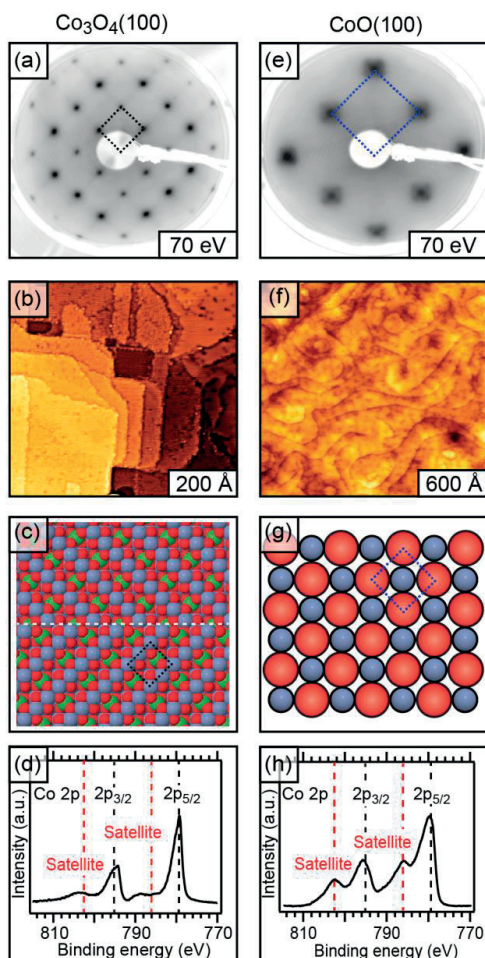 Co₃O₄(100)
CoO(100)
(a)
70 eV
(e)
70 eV
(b)
200 Å
(f)
600 Å
(c)
(g)
(d)
Co 2p
2p₃/₂
2p₅/₂
Satellite
Satellite
Intensity (a.u.)
810
790
770
Binding energy (eV)
(h)
Co 2p
2p₃/₂
2p₅/₂
Satellite
Satellite
Intensity (a.u.)
810
790
770
Binding energy (eV)